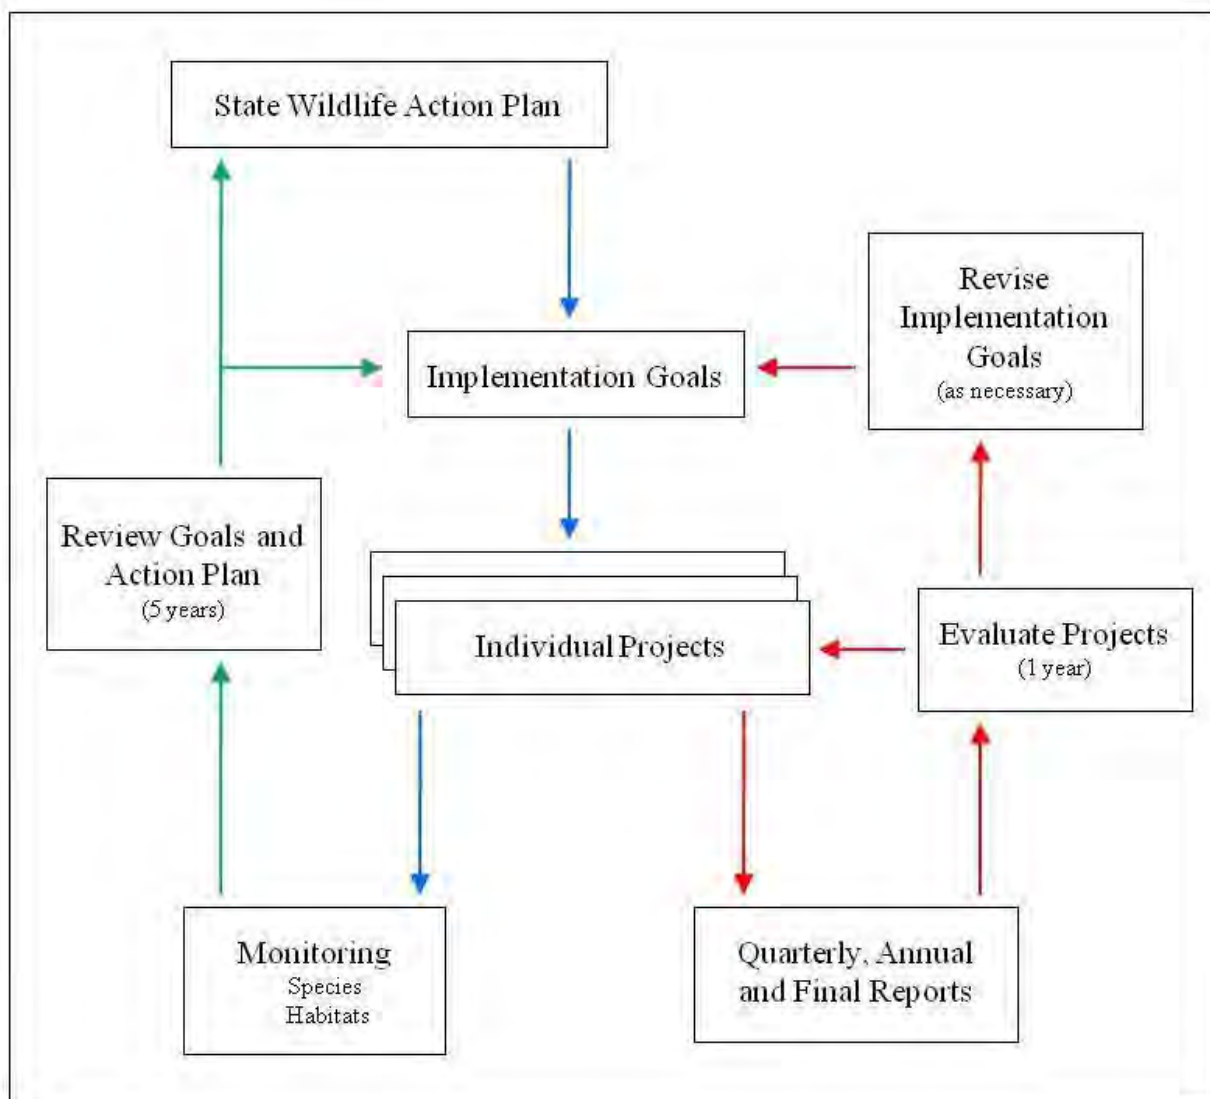 State Wildlife Action Plan
Revise
Implementation
Goals
(as necessary)
Implementation Goals
Review Goals and
Action Plan
(5 years)
Individual Projects
Evaluate Projects
(1 year)
Monitoring
Species
Habitats
Quarterly, Annual
and Final Reports